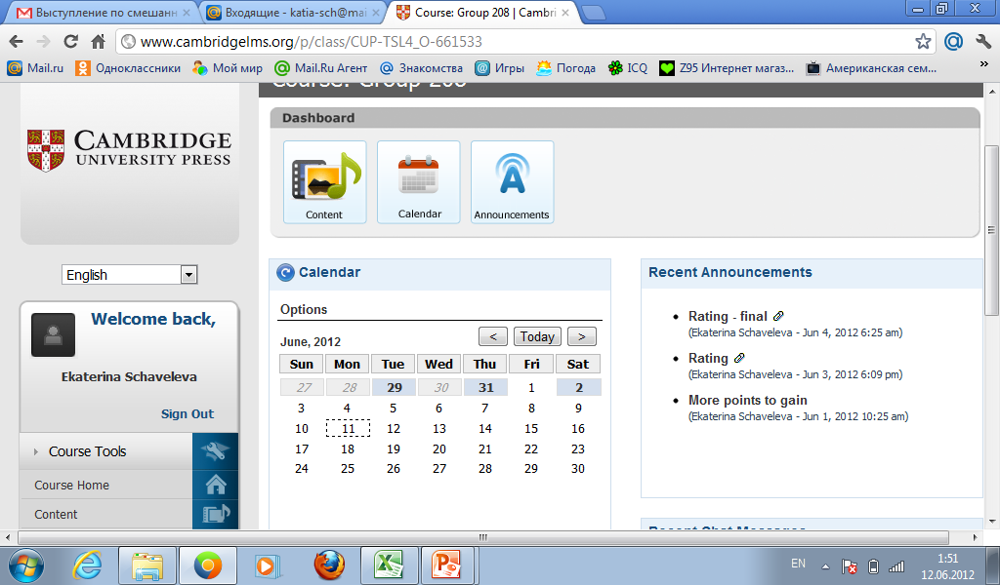 Выступление по смешанн
Входящие - katia-sch@mai
Course: Group 208 | Cambri
www.cambridgelms.org/p/class/CUP-TSL4_O-661533
Mail.ru Одноклассники Мой мир Mail.Ru Агент Знакомства Игры Погода ICQ Z95 Интернет магаз... Американская сем... »
Course: Group 208
CAMBRIDGE
UNIVERSITY PRESS
English
Welcome back,
Ekaterina Schaveleva
Sign Out
Course Tools
Course Home
Content
Dashboard
Content Calendar Announcements
Calendar
Options
June, 2012 < Today >
Sun Mon Tue Wed Thu Fri Sat
27 28 29 30 31 1 2
3 4 5 6 7 8 9
10 11 12 13 14 15 16
17 18 19 20 21 22 23
24 25 26 27 28 29 30
Recent Announcements
Rating - final
(Ekaterina Schaveleva - Jun 4, 2012 6:25 am)
Rating
(Ekaterina Schaveleva - Jun 3, 2012 6:09 pm)
More points to gain
(Ekaterina Schaveleva - Jun 1, 2012 10:25 am)
Recent Chat Messages
EN
1:51
12.06.2012